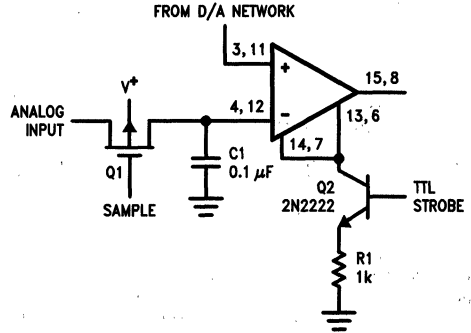 FROM D/A NETWORK
3, 11
+
V+
15, 8
ANALOG
INPUT
4, 12
-
13, 6
14, 7
C1
0.1 μF
Q1
Q2
2N2222
TTL
STROBE
SAMPLE
R1
1k